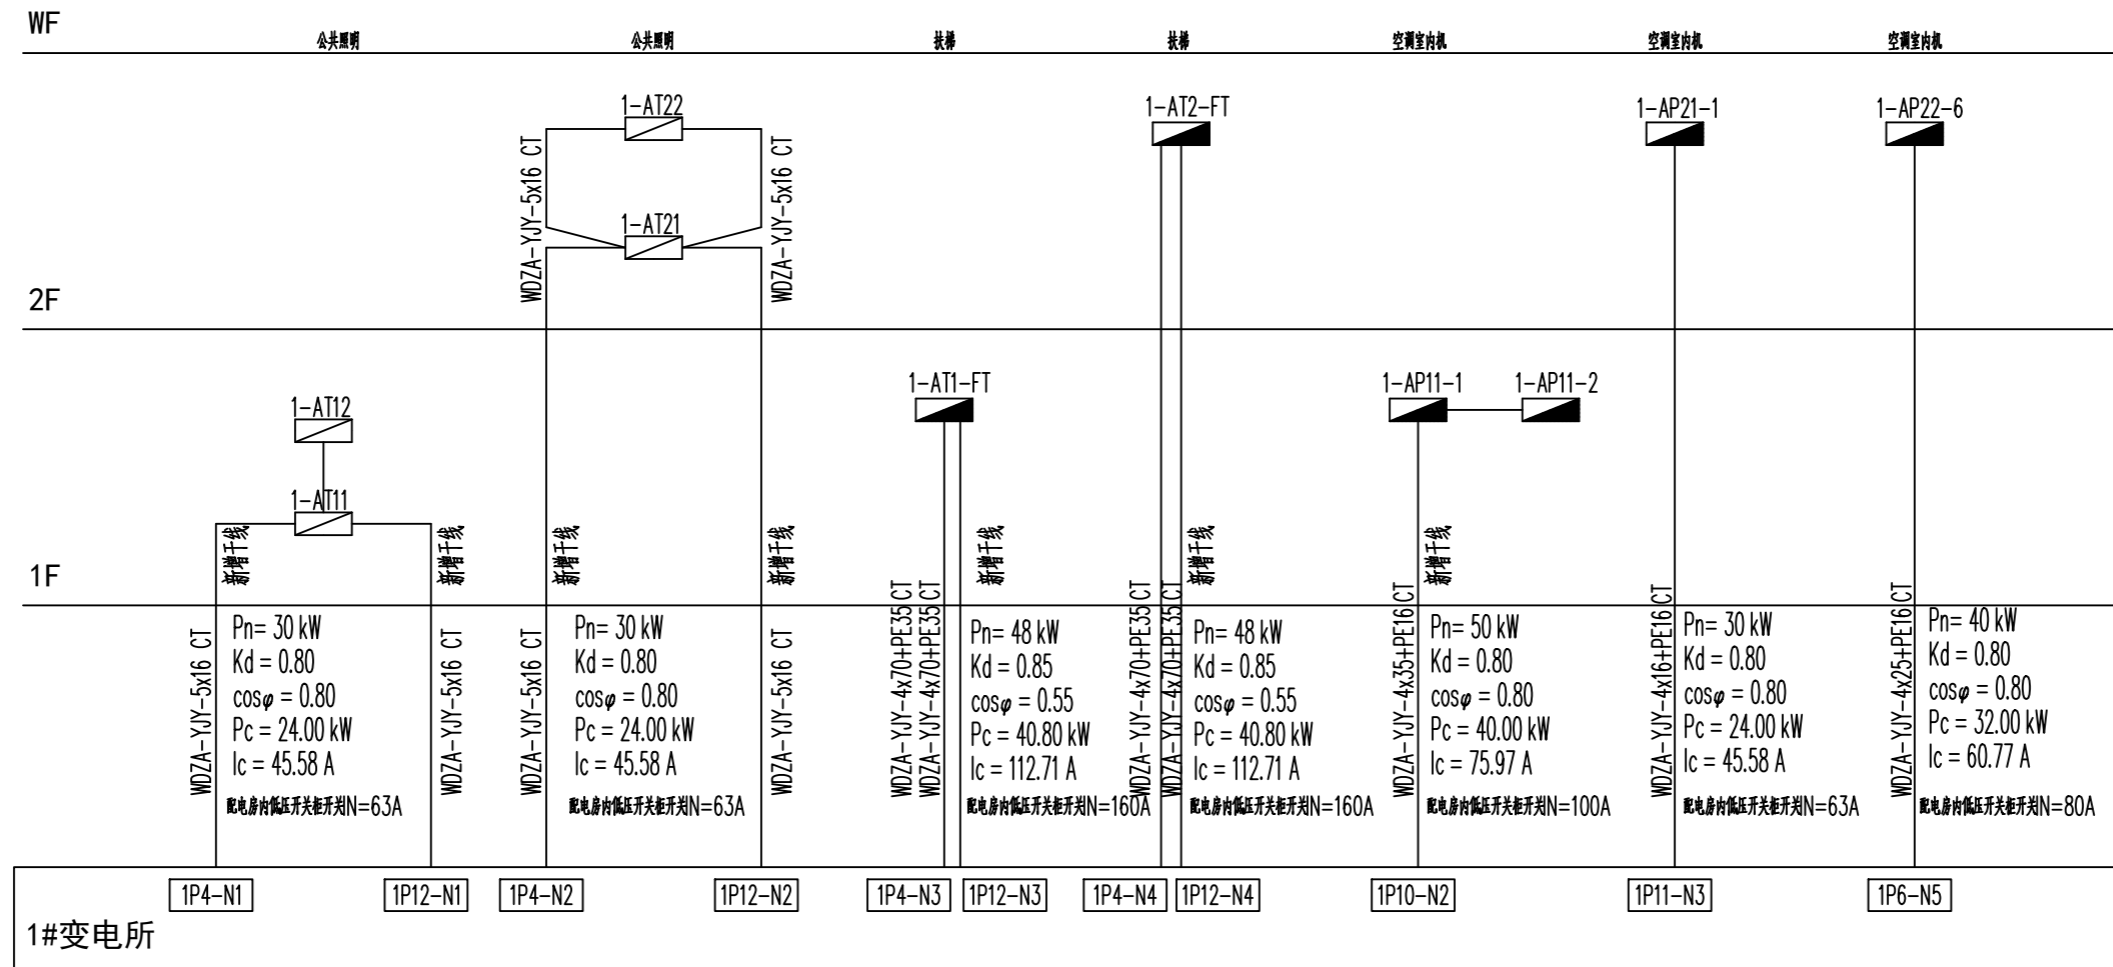 WF
公共照明
公共照明
扶梯
扶梯
空调室内机
空调室内机
空调室内机
1-AT22
1-AT2-FT
1-AP21-1
1-AP22-6
WDZA-YJY-5x16 CT
WDZA-YJY-5x16 CT
1-AT21
2F
1-AT12
1-AT1-FT
1-AP11-1
1-AP11-2
1-AT11
新增干线
新增干线
新增干线
新增干线
新增干线
新增干线
新增干线
1F
WDZA-YJY-5x16 CT
Pn= 30 kW
Kd = 0.80
cosφ = 0.80
Pc = 24.00 kW
Ic = 45.58 A
配电房内低压开关柜开关IN=63A
WDZA-YJY-5x16 CT
WDZA-YJY-5x16 CT
Pn= 30 kW
Kd = 0.80
cosφ = 0.80
Pc = 24.00 kW
Ic = 45.58 A
配电房内低压开关柜开关IN=63A
WDZA-YJY-5x16 CT
WDZA-YJY-4x70+PE35 CT
WDZA-YJY-4x70+PE35 CT
Pn= 48 kW
Kd = 0.85
cosφ = 0.55
Pc = 40.80 kW
Ic = 112.71 A
配电房内低压开关柜开关IN=160A
WDZA-YJY-4x70+PE35 CT
WDZA-YJY-4x70+PE35 CT
Pn= 48 kW
Kd = 0.85
cosφ = 0.55
Pc = 40.80 kW
Ic = 112.71 A
配电房内低压开关柜开关IN=160A
WDZA-YJY-4x35+PE16 CT
Pn= 50 kW
Kd = 0.80
cosφ = 0.80
Pc = 40.00 kW
Ic = 75.97 A
配电房内低压开关柜开关IN=100A
WDZA-YJY-4x16+PE16 CT
Pn= 30 kW
Kd = 0.80
cosφ = 0.80
Pc = 24.00 kW
Ic = 45.58 A
配电房内低压开关柜开关IN=63A
WDZA-YJY-4x25+PE16 CT
Pn= 40 kW
Kd = 0.80
cosφ = 0.80
Pc = 32.00 kW
Ic = 60.77 A
配电房内低压开关柜开关IN=80A
1P4-N1
1P12-N1
1P4-N2
1P12-N2
1P4-N3
1P12-N3
1P4-N4
1P12-N4
1P10-N2
1P11-N3
1P6-N5
1#变电所